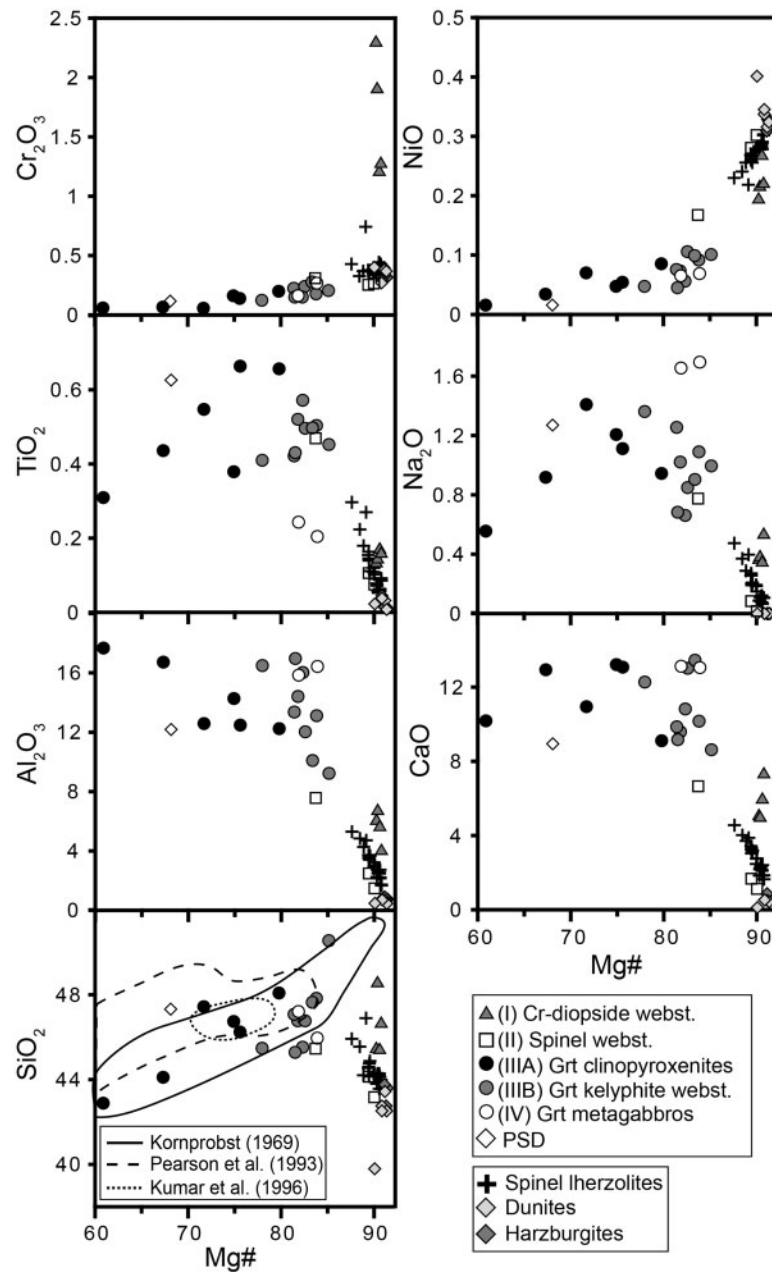 Cr₂O₃
2.5
2
1.5
1
0.5
0
NiO
0.5
0.4
0.3
0.2
0.1
0
TiO₂
0.6
0.4
0.2
0
Na₂O
1.6
1.2
0.8
0.4
0
Al₂O₃
16
12
8
4
0
CaO
12
8
4
0
60 70 80 90
Mg#
SiO₂
48
44
40
Kornprobst (1969)
Pearson et al. (1993)
Kumar et al. (1996)
60 70 80 90
Mg#
(I) Cr-diopside webst.
(II) Spinel webst.
(IIIA) Grt clinopyroxenites
(IIIB) Grt kelyphite webst.
(IV) Grt metagabbros
PSD
Spinel lherzolites
Dunites
Harzburgites